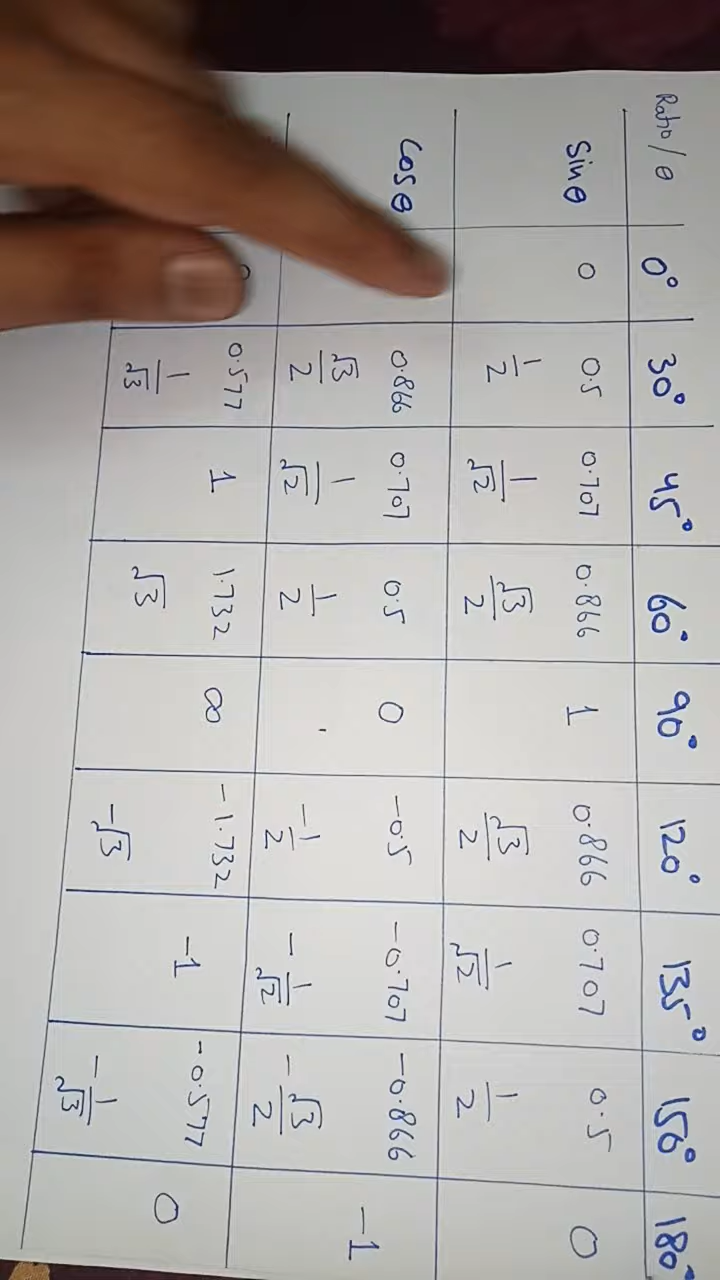 Ratio/θ 0° 30° 45° 60° 90° 120° 135° 150° 180°
Sinθ 0 0.5 0.707 0.866 1 0.866 0.707 0.5 0
1/2 1/√2 √3/2 √3/2 1/√2 1/2
Cosθ 0.866 0.707 0.5 0 -0.5 -0.707 -0.866 -1
√3/2 1/√2 1/2 -1/2 -1/√2 -√3/2
0.577 1 1.732 ∞ -1.732 -1 -0.577 0
1/√3 √3 -√3 -1/√3